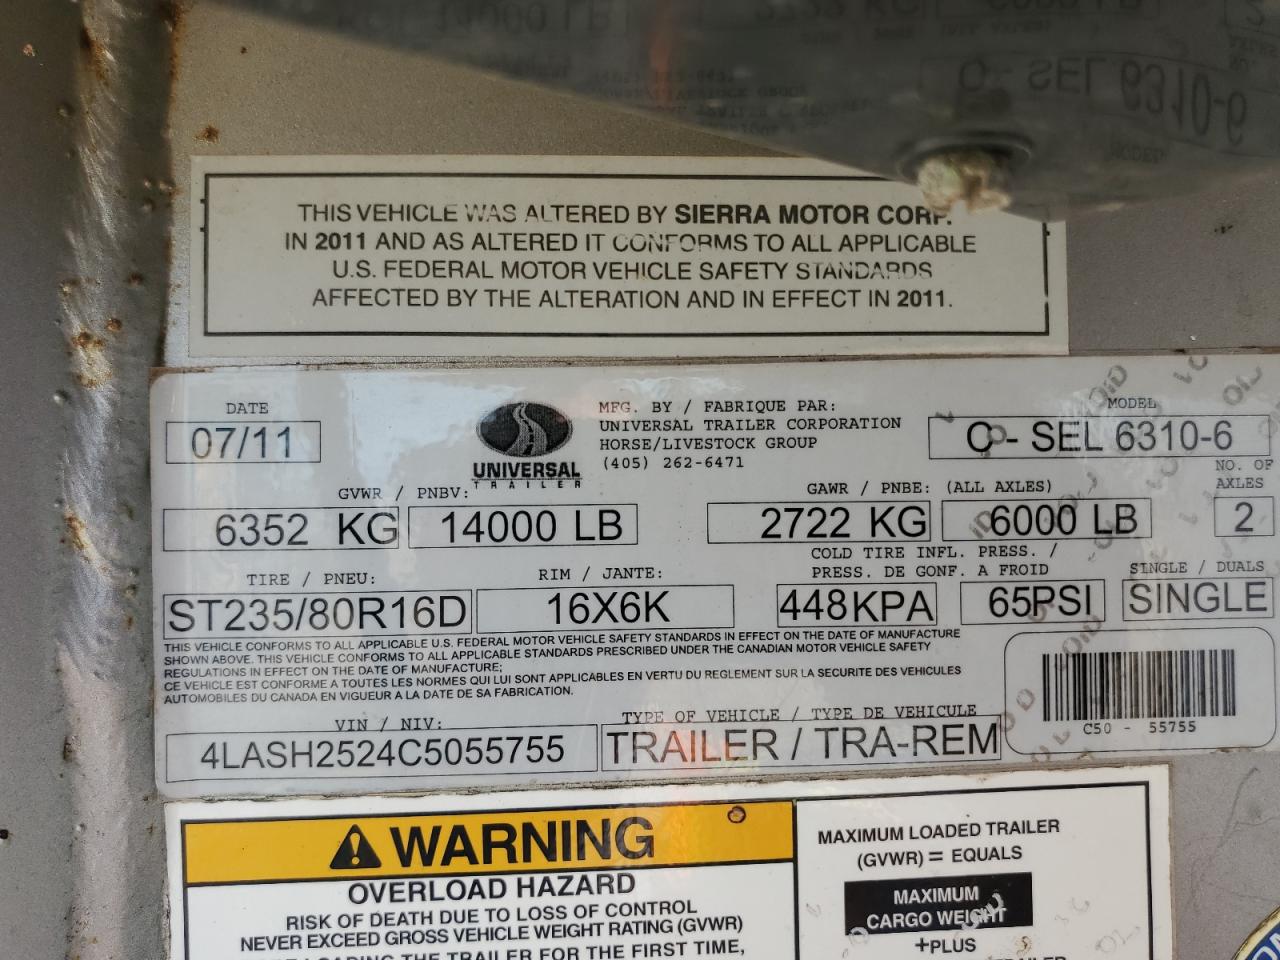 THIS VEHICLE WAS ALTERED BY SIERRA MOTOR CORP.
IN 2011 AND AS ALTERED IT CONFORMS TO ALL APPLICABLE
U.S. FEDERAL MOTOR VEHICLE SAFETY STANDARDS
AFFECTED BY THE ALTERATION AND IN EFFECT IN 2011.
DATE
07/11
UNIVERSAL
TRAILER
MFG. BY / FABRIQUE PAR:
UNIVERSAL TRAILER CORPORATION
HORSE/LIVESTOCK GROUP
(405) 262-6471
MODEL
C - SEL 6310-6
GVWR / PNBV:
6352 KG 14000 LB
GAWR / PNBE: (ALL AXLES)
2722 KG 6000 LB
NO. OF
AXLES
2
TIRE / PNEU:
ST235/80R16D
RIM / JANTE:
16X6K
COLD TIRE INFL. PRESS. /
PRESS. DE GONF. A FROID
448KPA 65PSI
SINGLE / DUALS
SINGLE
THIS VEHICLE CONFORMS TO ALL APPLICABLE U.S. FEDERAL MOTOR VEHICLE SAFETY STANDARDS IN EFFECT ON THE DATE OF MANUFACTURE
SHOWN ABOVE. THIS VEHICLE CONFORMS TO ALL APPLICABLE STANDARDS PRESCRIBED UNDER THE CANADIAN MOTOR VEHICLE SAFETY
REGULATIONS IN EFFECT ON THE DATE OF MANUFACTURE;
CE VEHICLE EST CONFORME A TOUTES LES NORMES QUI LUI SONT APPLICABLES EN VERTU DU REGLEMENT SUR LA SECURITE DES VEHICULES
AUTOMOBILES DU CANADA EN VIGUEUR A LA DATE DE SA FABRICATION.
VIN / NIV:
4LASH2524C5055755
TYPE OF VEHICLE / TYPE DE VEHICULE
TRAILER / TRA-REM
C50 - 55755
WARNING
OVERLOAD HAZARD
RISK OF DEATH DUE TO LOSS OF CONTROL
NEVER EXCEED GROSS VEHICLE WEIGHT RATING (GVWR)
LOADING THE TRAILER FOR THE FIRST TIME,
MAXIMUM LOADED TRAILER
(GVWR) = EQUALS
MAXIMUM
CARGO WEIGHT
+PLUS
TRAILER